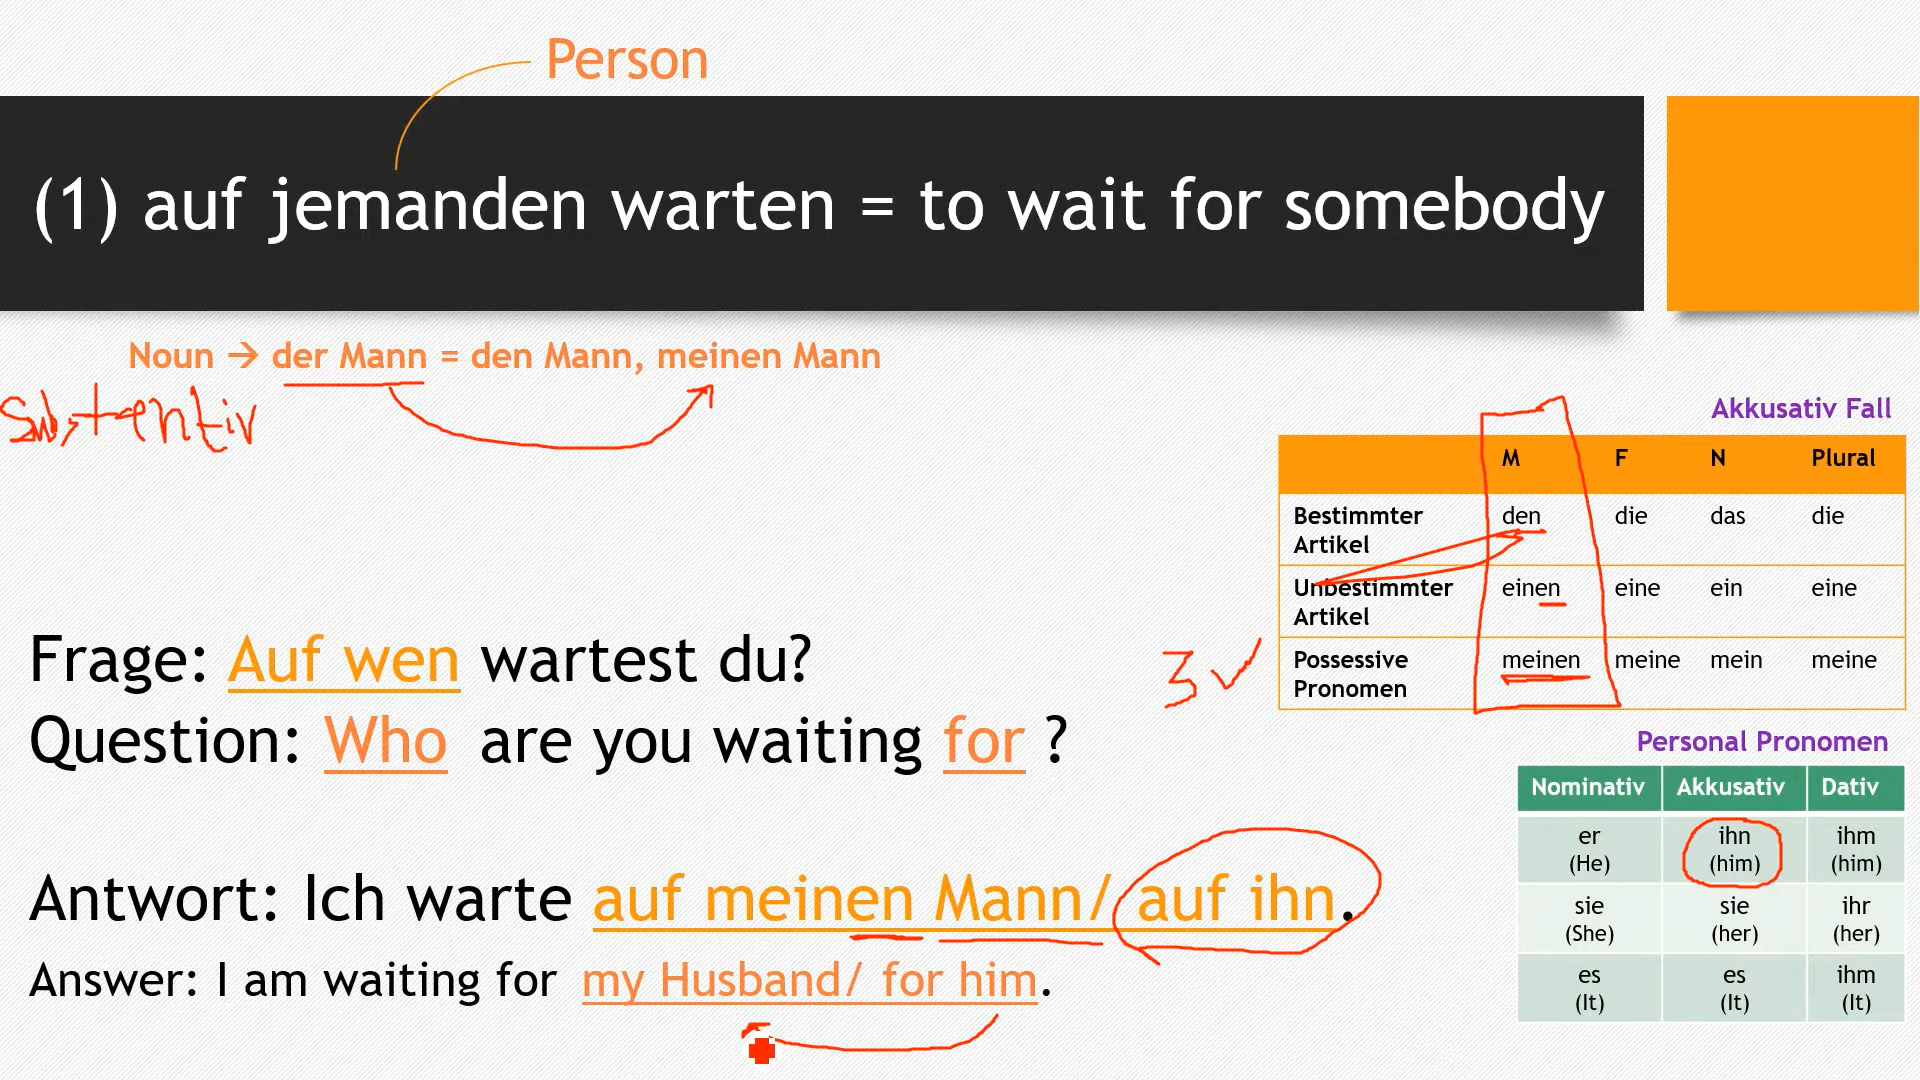 Person
(1) auf jemanden warten = to wait for somebody
Noun → der Mann = den Mann, meinen Mann
Substentiv
Akkusativ Fall
M F N Plural
Bestimmter Artikel den die das die
Unbestimmter Artikel einen eine ein eine
Possessive Pronomen meinen meine mein meine
3 ✓
Frage: Auf wen wartest du?
Question: Who are you waiting for ?
Antwort: Ich warte auf meinen Mann/ auf ihn.
Answer: I am waiting for my Husband/ for him.
Personal Pronomen
Nominativ Akkusativ Dativ
er (He) ihn (him) ihm (him)
sie (She) sie (her) ihr (her)
es (It) es (It) ihm (It)